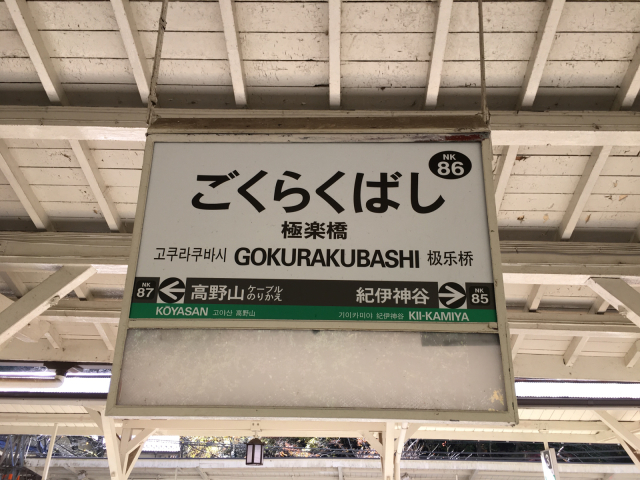 NK
86
ごくらくばし
極楽橋
고쿠라쿠바시 GOKURAKUBASHI 极乐桥
NK
87
高野山 ケーブル
のりかえ
紀伊神谷
NK
85
KOYASAN 고야산 高野山
기이카미야 纪伊神谷 KII-KAMIYA